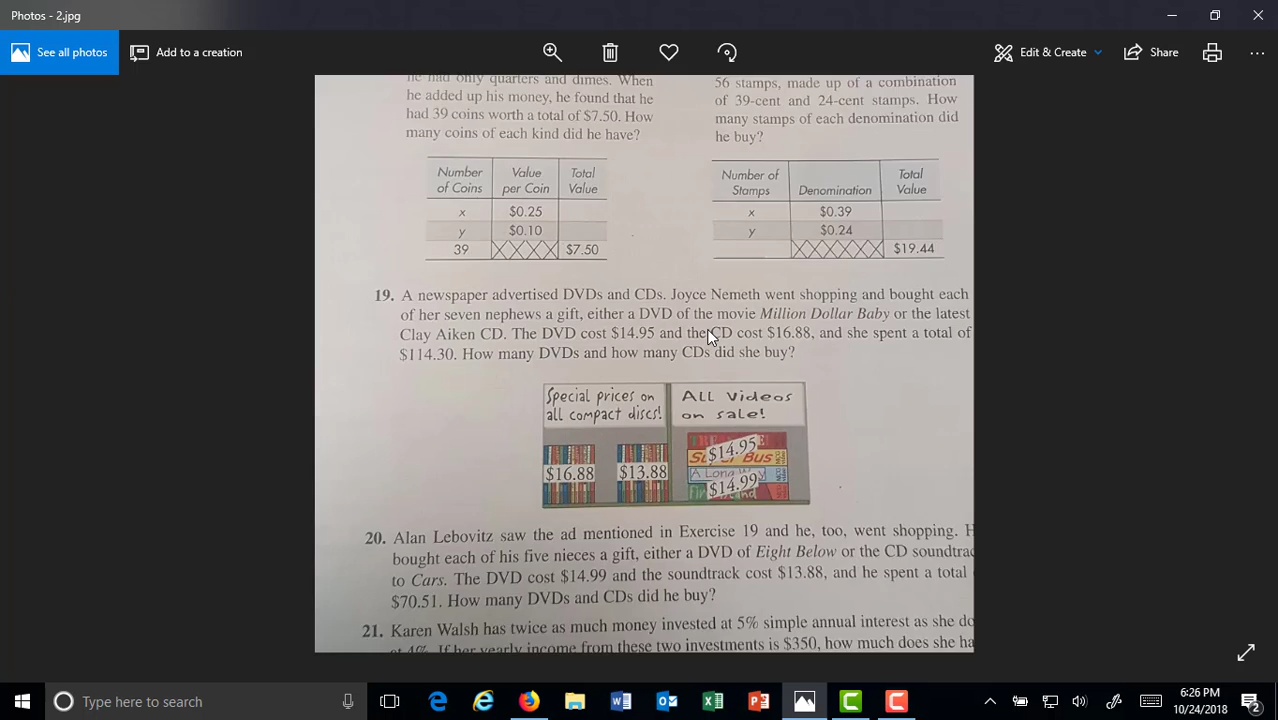 Photos - 2.jpg
See all photos
Add to a creation
Edit & Create
Share
he had only quarters and dimes. When
he added up his money, he found that he
had 39 coins worth a total of $7.50. How
many coins of each kind did he have?
Number of Coins Value per Coin Total Value
x $0.25
y $0.10
39 $7.50
56 stamps, made up of a combination
of 39-cent and 24-cent stamps. How
many stamps of each denomination did
he buy?
Number of Stamps Denomination Total Value
x $0.39
y $0.24
$19.44
19. A newspaper advertised DVDs and CDs. Joyce Nemeth went shopping and bought each
of her seven nephews a gift, either a DVD of the movie Million Dollar Baby or the latest
Clay Aiken CD. The DVD cost $14.95 and the CD cost $16.88, and she spent a total of
$114.30. How many DVDs and how many CDs did she buy?
Special prices on
all compact discs!
$16.88 $13.88
ALL Videos
on sale!
$14.95
Bus
A Long
$14.99
20. Alan Lebovitz saw the ad mentioned in Exercise 19 and he, too, went shopping. H
bought each of his five nieces a gift, either a DVD of Eight Below or the CD soundtrac
to Cars. The DVD cost $14.99 and the soundtrack cost $13.88, and he spent a total
$70.51. How many DVDs and CDs did he buy?
21. Karen Walsh has twice as much money invested at 5% simple annual interest as she do
at 4%. If her yearly income from these two investments is $350, how much does she ha
Type here to search
6:26 PM
10/24/2018
2